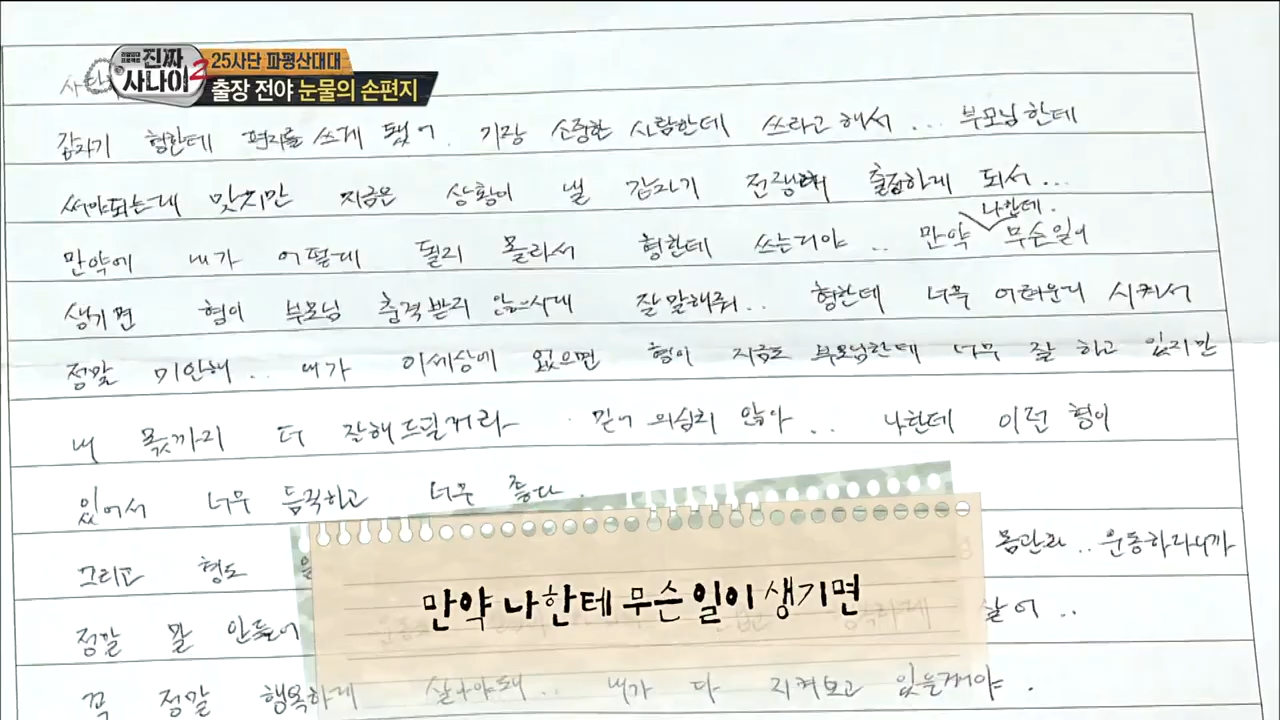 진짜
사나이 2
25사단 파평산대대
출장 전야 눈물의 손편지
갑자기 형한테 편지를 쓰게 됐어. 기장 소중한 사람한테 쓰라고해서... 부모님한테
써야되는데 맞지만 지금은 상황이 낼 갑자기 전쟁 출전하게 되서...
나한테.
만약에 내가 어떻게 될지 몰라서 형한테 쓰는거야.. 만약 무슨일이
생기면 형이 부모님 충격받지 않으시게 잘말해줘.. 형한테 너무 어려운거 시켜서
정말 미안해.. 내가 이세상에 없으면 형이 지금도 부모님한테 너무 잘 하고 있지만
내 몫까지 더 잘해드릴거라 믿어 의심치 않아... 나한테 이런 형이
있어서 너무 듬직하고 너무 좋다.
그리고 형도 몸관리.. 운동하라니까
정말 말 안들어 살어..
꼭 정말 행복하게 살아야돼.. 내가 다 지켜보고 있을거야.
만약 나한테 무슨 일이 생기면